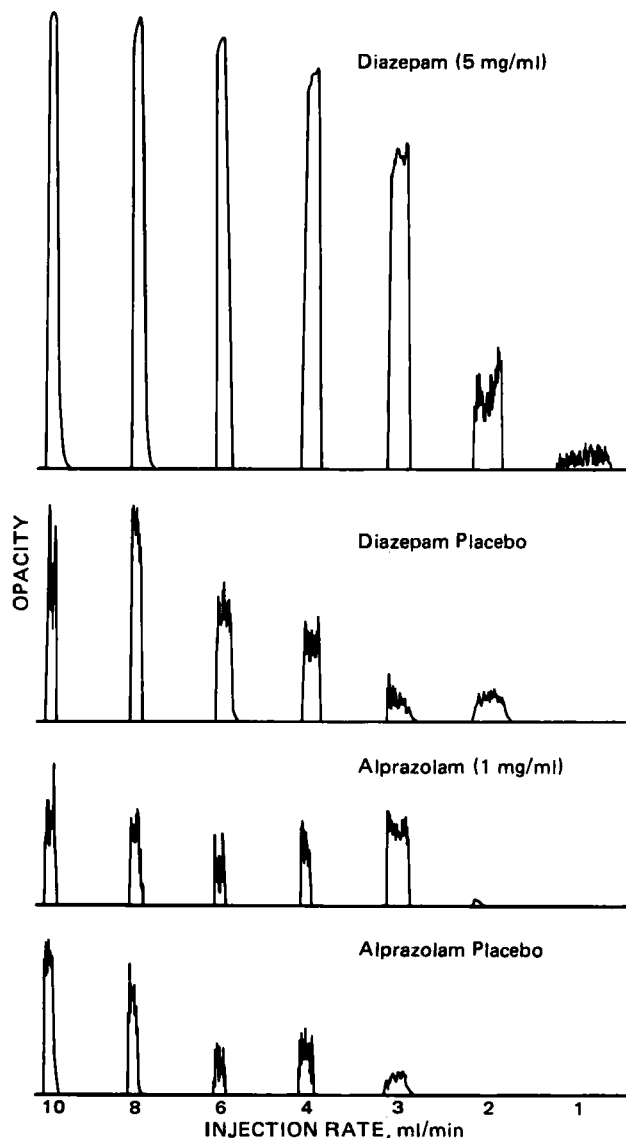 Diazepam (5 mg/ml)
Diazepam Placebo
OPACITY
Alprazolam (1 mg/ml)
Alprazolam Placebo
10 8 6 4 3 2 1
INJECTION RATE, ml/min